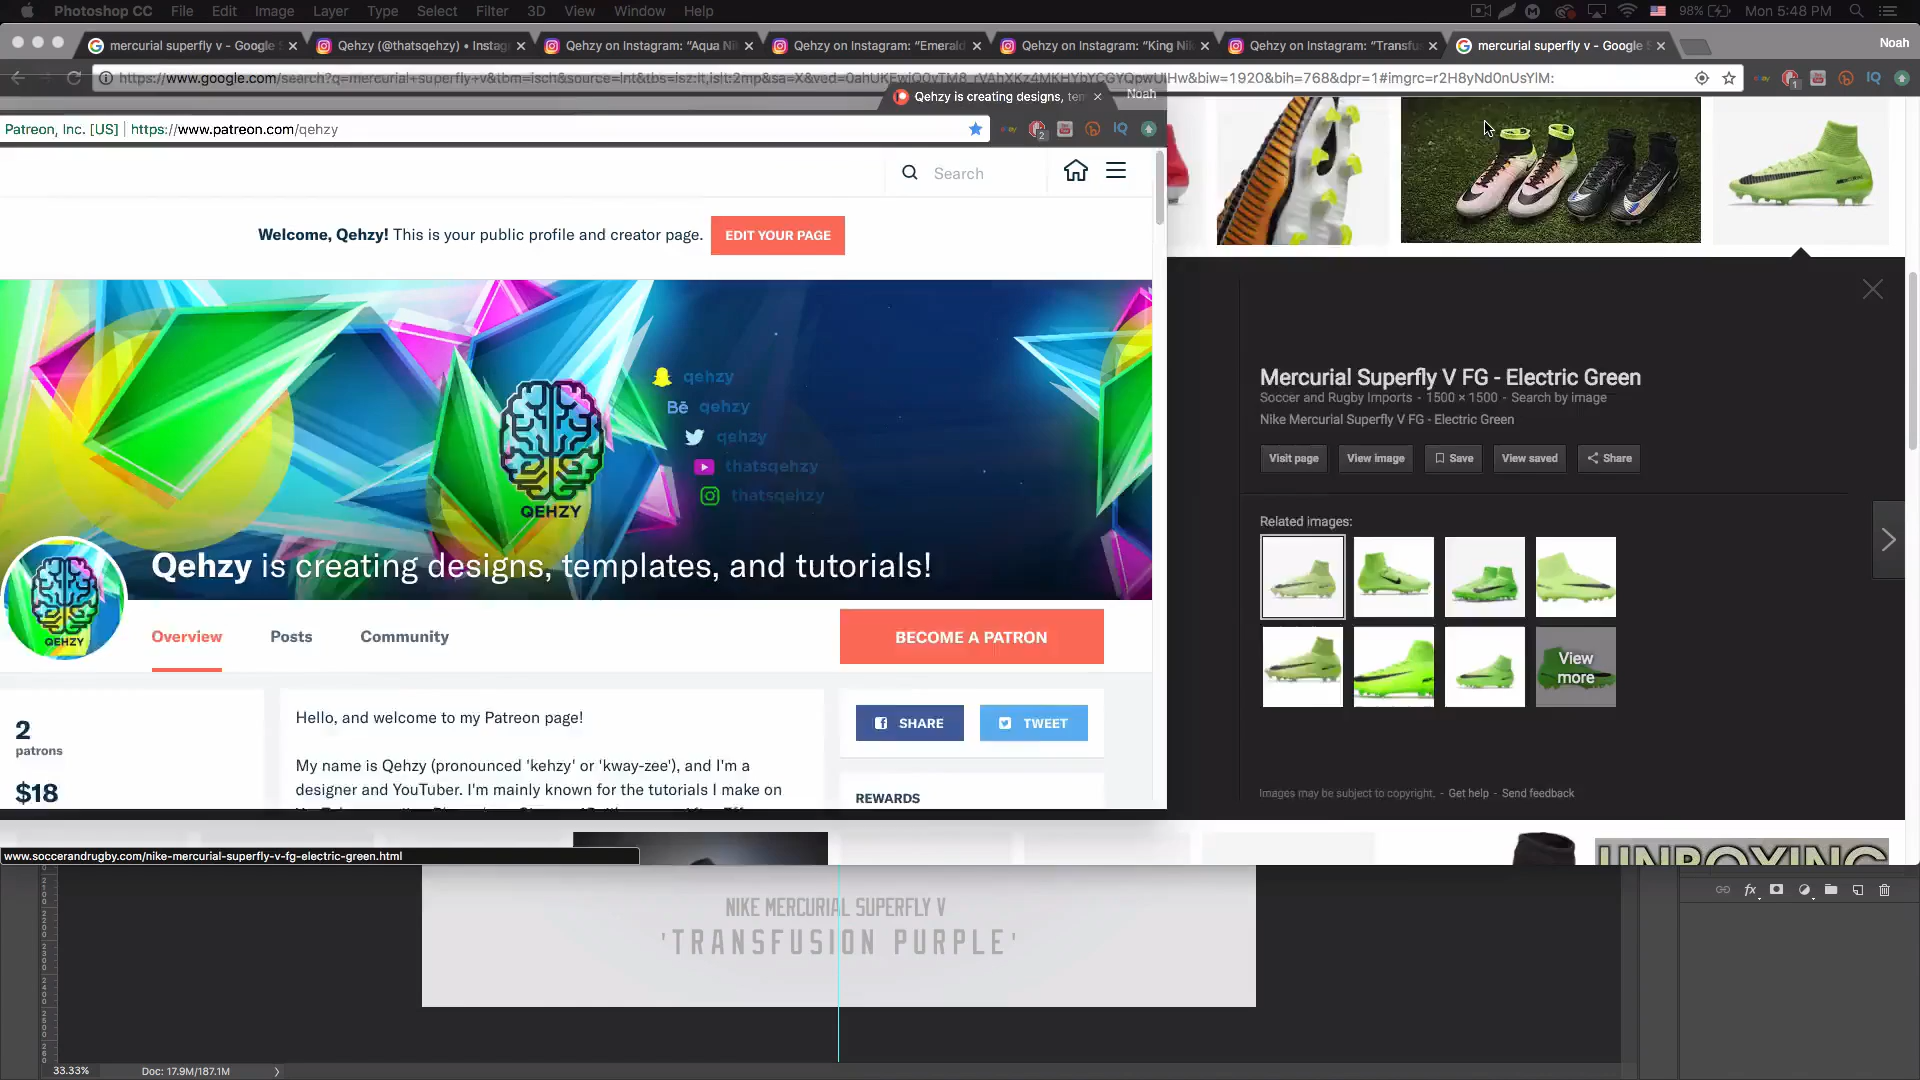 Photoshop CC File Edit Image Layer Type Select Filter 3D View Window Help 98% Mon 5:48 PM
mercurial superfly v - Google S
Qehzy (@thatsqehzy) • Instag
Qehzy on Instagram: “Aqua Nik
Qehzy on Instagram: “Emerald
Qehzy on Instagram: “King Nik
Qehzy on Instagram: “Transfus
mercurial superfly v - Google S
Noah
Qehzy is creating designs, tem
Noah
Patreon, Inc. [US] | https://www.patreon.com/qehzy
Search
Welcome, Qehzy! This is your public profile and creator page. EDIT YOUR PAGE
qehzy
Bē qehzy
qehzy
thatsqehzy
thatsqehzy
QEHZY
Qehzy is creating designs, templates, and tutorials!
QEHZY
Overview Posts Community BECOME A PATRON
2
patrons
$18
Hello, and welcome to my Patreon page!
My name is Qehzy (pronounced 'kehzy' or 'kway-zee'), and I'm a
designer and YouTuber. I'm mainly known for the tutorials I make on
SHARE TWEET
REWARDS
Mercurial Superfly V FG - Electric Green
Soccer and Rugby Imports - 1500 × 1500 - Search by image
Nike Mercurial Superfly V FG - Electric Green
Visit page View image Save View saved Share
Related images:
View
more
Images may be subject to copyright. - Get help - Send feedback
UNBOXING
www.soccerandrugby.com/nike-mercurial-superfly-v-fg-electric-green.html
NIKE MERCURIAL SUPERFLY V
'TRANSFUSION PURPLE'
fx
33.33% Doc: 17.9M/187.1M